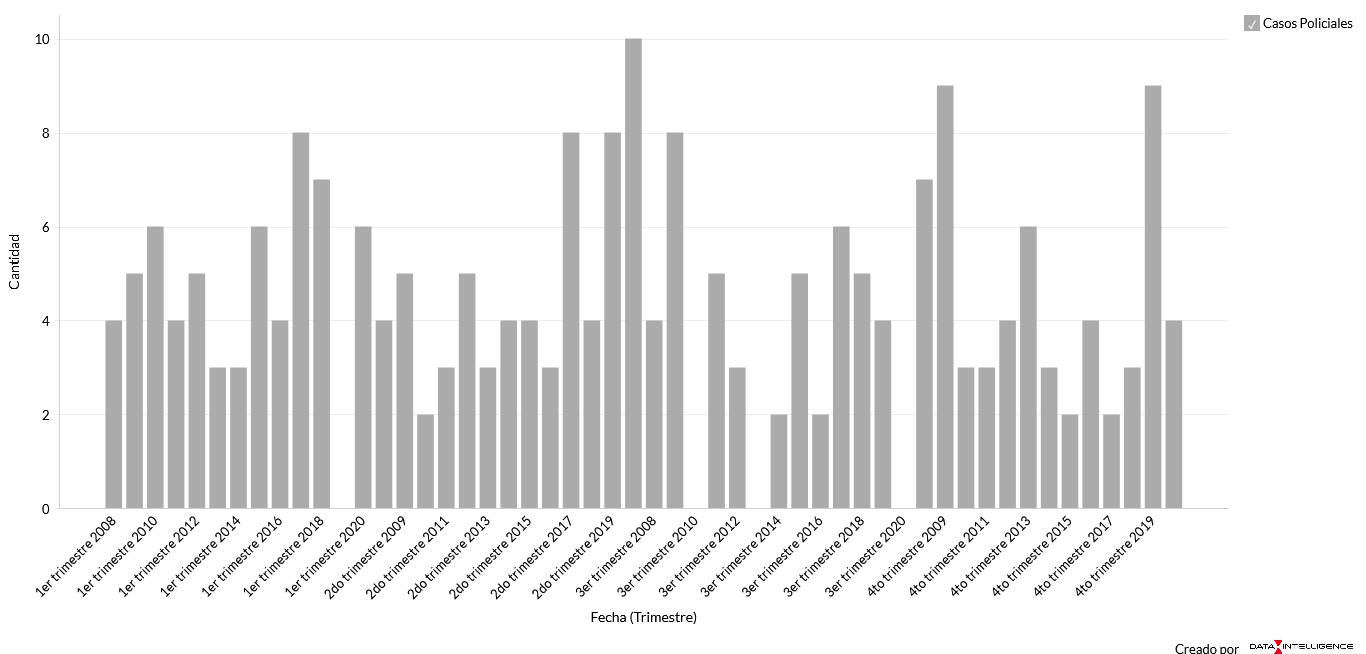 Casos Policiales
10
8
6
4
2
0
Cantidad
1er trimestre 2008
1er trimestre 2010
1er trimestre 2012
1er trimestre 2014
1er trimestre 2016
1er trimestre 2018
1er trimestre 2020
2do trimestre 2009
2do trimestre 2011
2do trimestre 2013
2do trimestre 2015
2do trimestre 2017
2do trimestre 2019
3er trimestre 2008
3er trimestre 2010
3er trimestre 2012
3er trimestre 2014
3er trimestre 2016
3er trimestre 2018
3er trimestre 2020
4to trimestre 2009
4to trimestre 2011
4to trimestre 2013
4to trimestre 2015
4to trimestre 2017
4to trimestre 2019
Fecha (Trimestre)
Creado por DATA INTELLIGENCE